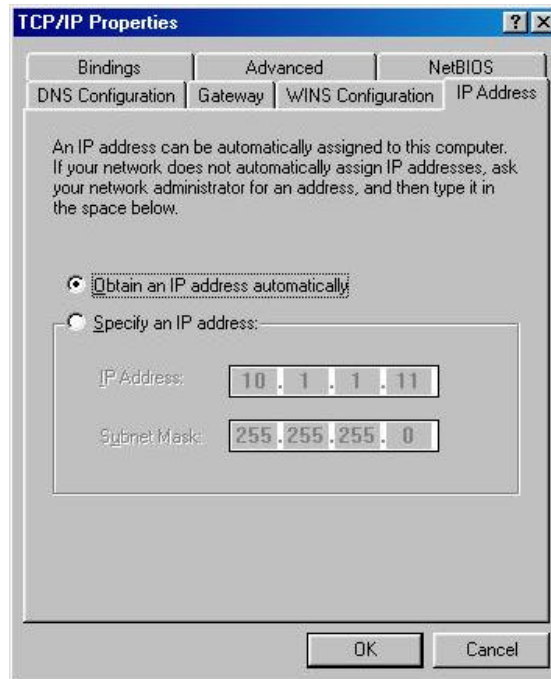 TCP/IP Properties
Bindings
Advanced
NetBIOS
DNS Configuration
Gateway
WINS Configuration
IP Address
An IP address can be automatically assigned to this computer.
If your network does not automatically assign IP addresses, ask
your network administrator for an address, and then type it in
the space below.
Obtain an IP address automatically
Specify an IP address:
IP Address:
10 . 1 . 1 . 11
Subnet Mask:
255 . 255 . 255 . 0
OK
Cancel